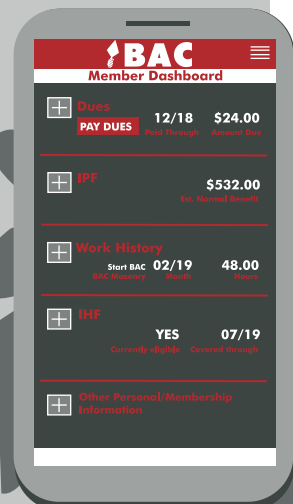 BAC
Member Dashboard
Dues
PAY DUES
12/18 $24.00
Paid Through Amount Due
IPF
$532.00
Est. Normal Benefit
Work History
Start BAC 02/19 48.00
BAC Masonry Month Hours
IHF
YES 07/19
Currently eligible Covered through
Other Personal/Membership
Information